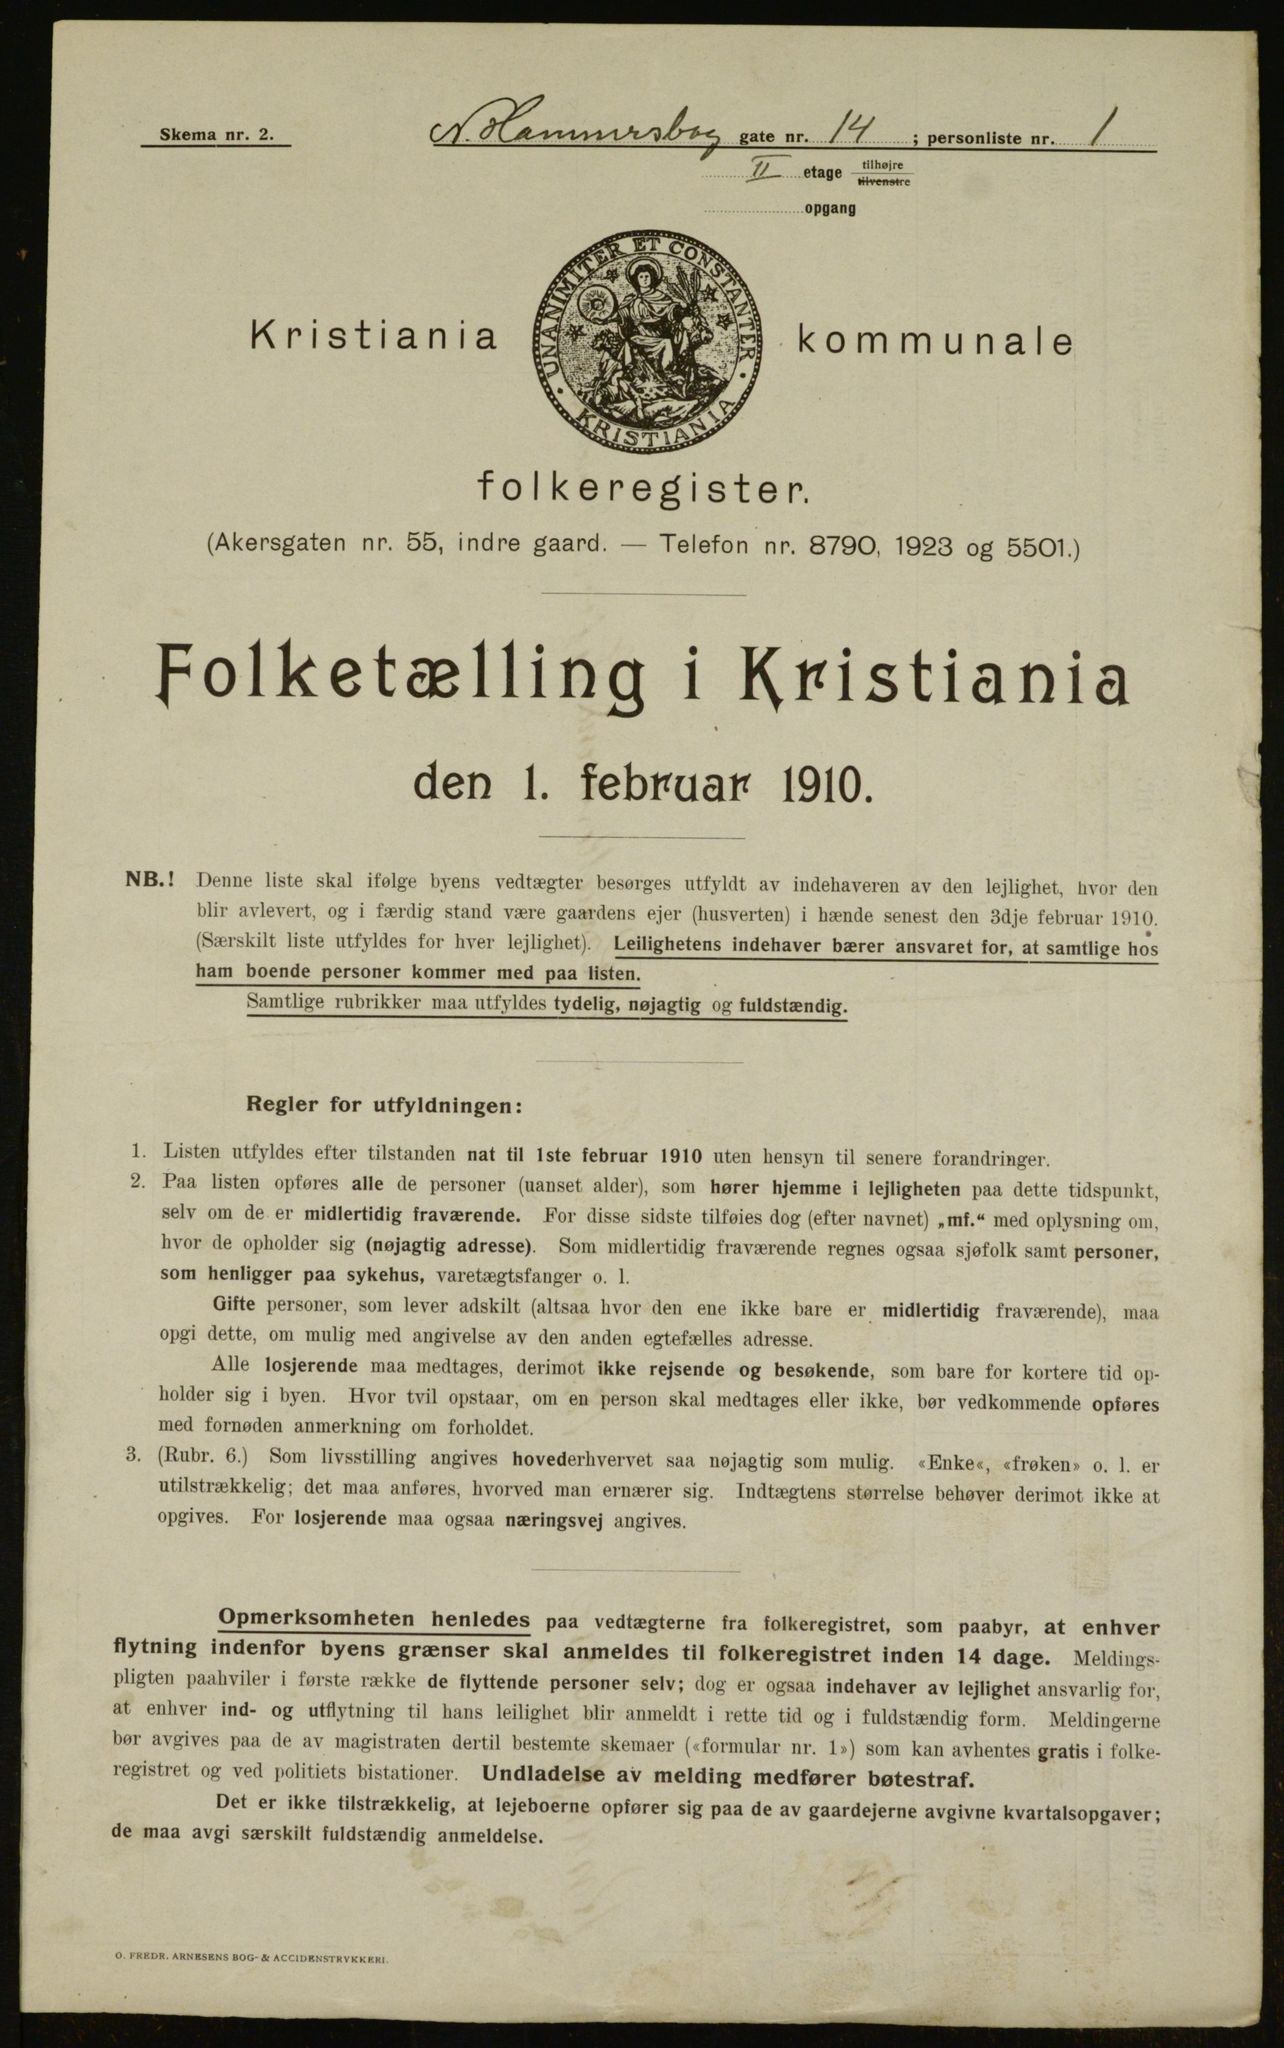 Skema nr. 2.
N. Hammersbog gate nr. 14 ; personliste nr. 1
II etage tilhøjre
tilvenstre
opgang
UNANIMITER ET CONSTANTER
KRISTIANIA
Kristiania kommunale
folkeregister.
(Akersgaten nr. 55, indre gaard. — Telefon nr. 8790, 1923 og 5501.)
Folketælling i Kristiania
den 1. februar 1910.
NB.! Denne liste skal ifølge byens vedtægter besørges utfyldt av indehaveren av den lejlighet, hvor den
blir avlevert, og i færdig stand være gaardens ejer (husverten) i hænde senest den 3dje februar 1910.
(Særskilt liste utfyldes for hver lejlighet). Leilighetens indehaver bærer ansvaret for, at samtlige hos
ham boende personer kommer med paa listen.
Samtlige rubrikker maa utfyldes tydelig, nøjagtig og fuldstændig.
Regler for utfyldningen:
1. Listen utfyldes efter tilstanden nat til 1ste februar 1910 uten hensyn til senere forandringer.
2. Paa listen opføres alle de personer (uanset alder), som hører hjemme i lejligheten paa dette tidspunkt,
selv om de er midlertidig fraværende. For disse sidste tilføies dog (efter navnet) „mf.“ med oplysning om,
hvor de opholder sig (nøjagtig adresse). Som midlertidig fraværende regnes ogsaa sjøfolk samt personer,
som henligger paa sykehus, varetægtsfanger o. l.
Gifte personer, som lever adskilt (altsaa hvor den ene ikke bare er midlertidig fraværende), maa
opgi dette, om mulig med angivelse av den anden egtefælles adresse.
Alle losjerende maa medtages, derimot ikke rejsende og besøkende, som bare for kortere tid op-
holder sig i byen. Hvor tvil opstaar, om en person skal medtages eller ikke, bør vedkommende opføres
med fornøden anmerkning om forholdet.
3. (Rubr. 6.) Som livsstilling angives hovederhvervet saa nøjagtig som mulig. «Enke«, «frøken» o. l. er
utilstrækkelig; det maa anføres, hvorved man ernærer sig. Indtægtens størrelse behøver derimot ikke at
opgives. For losjerende maa ogsaa næringsvej angives.
Opmerksomheten henledes paa vedtægterne fra folkeregistret, som paabyr, at enhver
flytning indenfor byens grænser skal anmeldes til folkeregistret inden 14 dage. Meldings-
pligten paahviler i første række de flyttende personer selv; dog er ogsaa indehaver av lejlighet ansvarlig for,
at enhver ind- og utflytning til hans leilighet blir anmeldt i rette tid og i fuldstændig form. Meldingerne
bør avgives paa de av magistraten dertil bestemte skemaer («formular nr. 1») som kan avhentes gratis i folke-
registret og ved politiets bistationer. Undladelse av melding medfører bøtestraf.
Det er ikke tilstrækkelig, at lejeboerne opfører sig paa de av gaardejerne avgivne kvartalsopgaver;
de maa avgi særskilt fuldstændig anmeldelse.
O. FREDR. ARNESENS BOG- & ACCIDENSTRYKKERI.